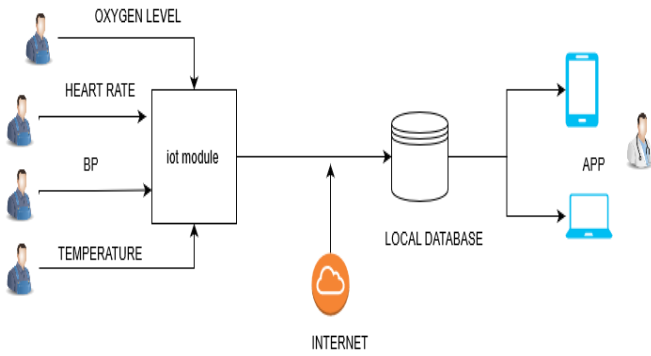 OXYGEN LEVEL
HEART RATE
BP
iot module
TEMPERATURE
LOCAL DATABASE
APP
INTERNET